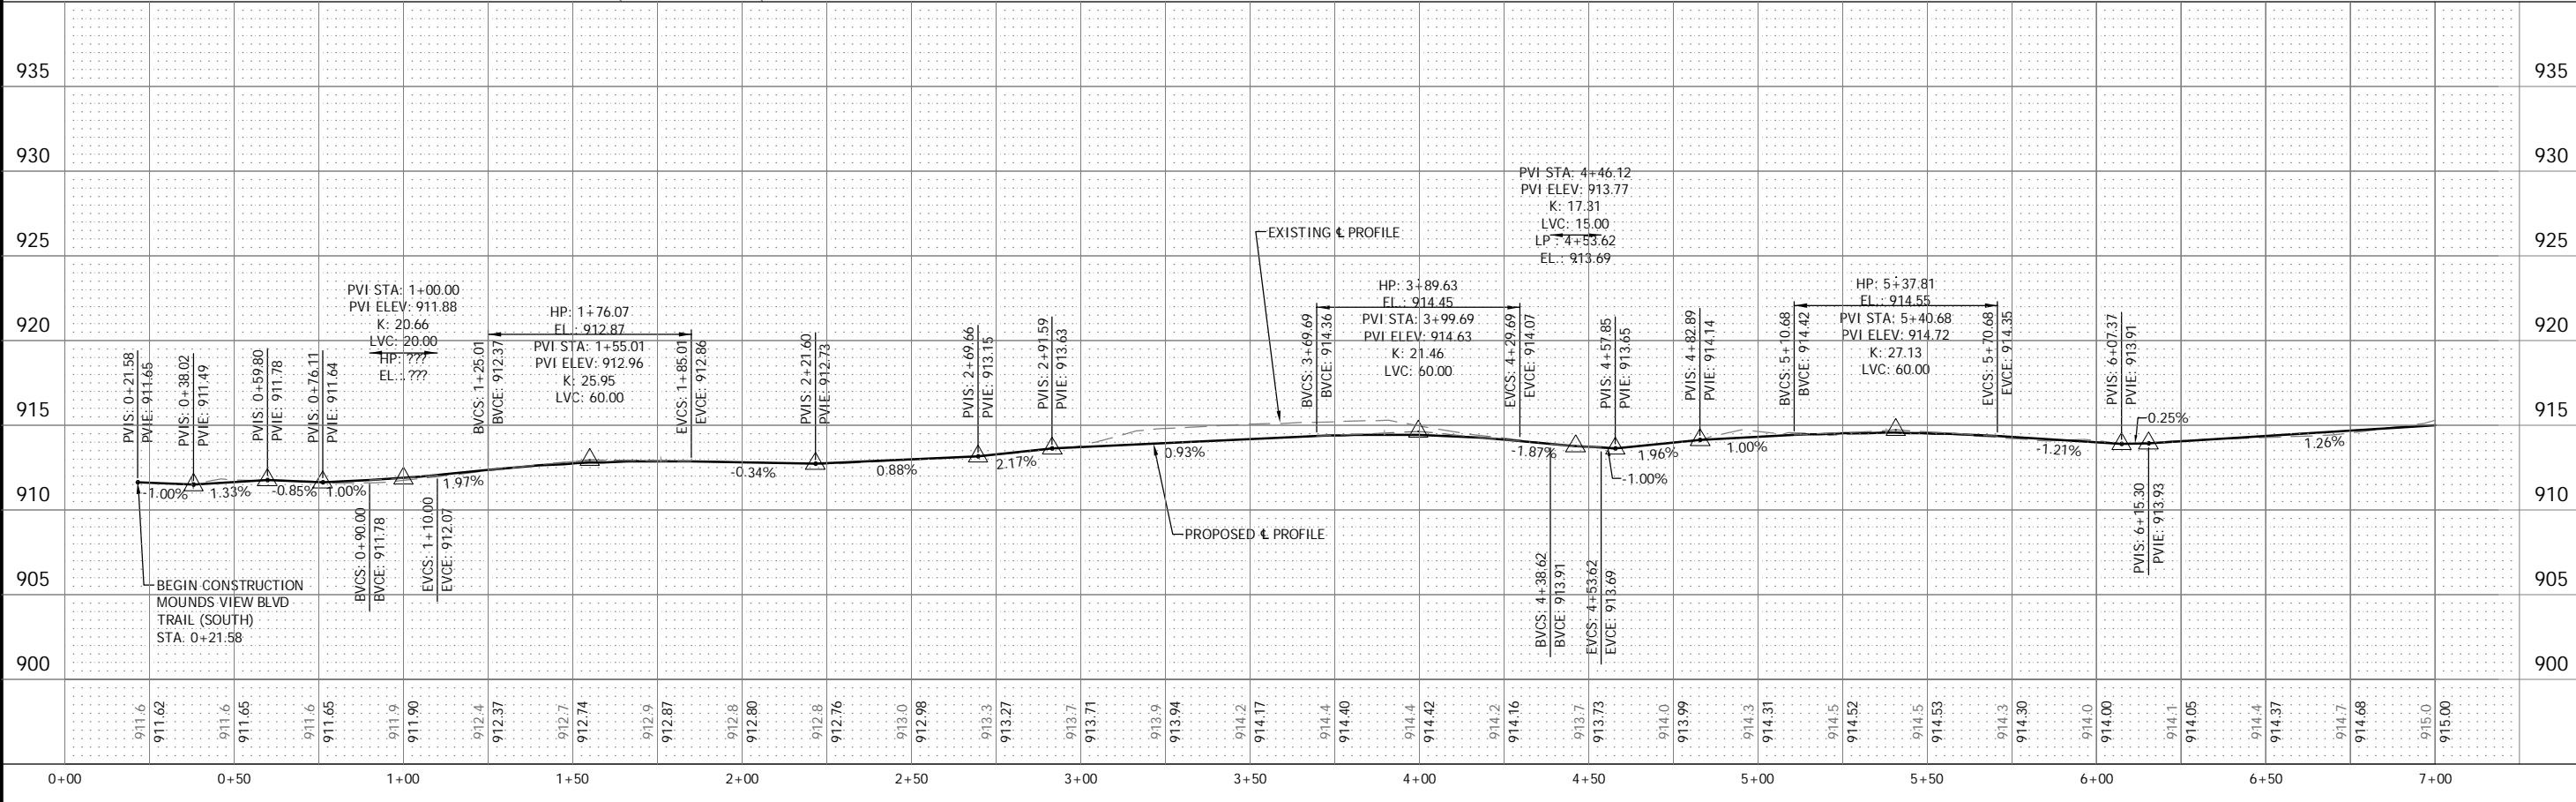 935
930
925
920
915
910
905
900
935
930
925
920
915
910
905
900
PVIS: 0+21.58
PVIE: 911.65
PVIS: 0+38.02
PVIE: 911.49
PVIS: 0+59.80
PVIE: 911.78
PVIS: 0+76.11
PVIE: 911.64
PVI STA: 1+00.00
PVI ELEV: 911.88
K: 20.66
LVC: 20.00
HP: ???
EL.: ???
BVCS: 0+90.00
BVCE: 911.78
EVCS: 1+10.00
EVCE: 912.07
BVCS: 1+25.01
BVCE: 912.37
HP: 1+76.07
EL.: 912.87
PVI STA: 1+55.01
PVI ELEV: 912.96
K: 25.95
LVC: 60.00
EVCS: 1+85.01
EVCE: 912.86
PVIS: 2+21.60
PVIE: 912.73
PVIS: 2+69.66
PVIE: 913.15
PVIS: 2+91.59
PVIE: 913.63
EXISTING ℄ PROFILE
PROPOSED ℄ PROFILE
BVCS: 3+69.69
BVCE: 914.36
HP: 3+89.63
EL.: 914.45
PVI STA: 3+99.69
PVI ELEV: 914.63
K: 21.46
LVC: 60.00
EVCS: 4+29.69
EVCE: 914.07
PVI STA: 4+46.12
PVI ELEV: 913.77
K: 17.31
LVC: 15.00
LP : 4+53.62
EL.: 913.69
BVCS: 4+38.62
BVCE: 913.91
EVCS: 4+53.62
EVCE: 913.69
PVIS: 4+57.85
PVIE: 913.65
PVIS: 4+82.89
PVIE: 914.14
BVCS: 5+10.68
BVCE: 914.42
HP: 5+37.81
EL.: 914.55
PVI STA: 5+40.68
PVI ELEV: 914.72
K: 27.13
LVC: 60.00
EVCS: 5+70.68
EVCE: 914.35
PVIS: 6+07.37
PVIE: 913.91
PVIS: 6+15.30
PVIE: 913.93
-1.00%
1.33%
-0.85%
1.00%
1.97%
-0.34%
0.88%
2.17%
0.93%
-1.87%
-1.00%
1.96%
1.00%
-1.21%
0.25%
1.26%
BEGIN CONSTRUCTION
MOUNDS VIEW BLVD
TRAIL (SOUTH)
STA. 0+21.58
911.6
911.62
911.6
911.65
911.6
911.65
911.9
911.90
912.4
912.37
912.7
912.74
912.9
912.87
912.8
912.80
912.8
912.76
913.0
912.98
913.3
913.27
913.7
913.71
913.9
913.94
914.2
914.17
914.4
914.40
914.4
914.42
914.2
914.16
913.7
913.73
914.0
913.99
914.3
914.31
914.5
914.52
914.5
914.53
914.3
914.30
914.0
914.00
914.1
914.05
914.4
914.37
914.7
914.68
915.0
915.00
0+00
0+50
1+00
1+50
2+00
2+50
3+00
3+50
4+00
4+50
5+00
5+50
6+00
6+50
7+00